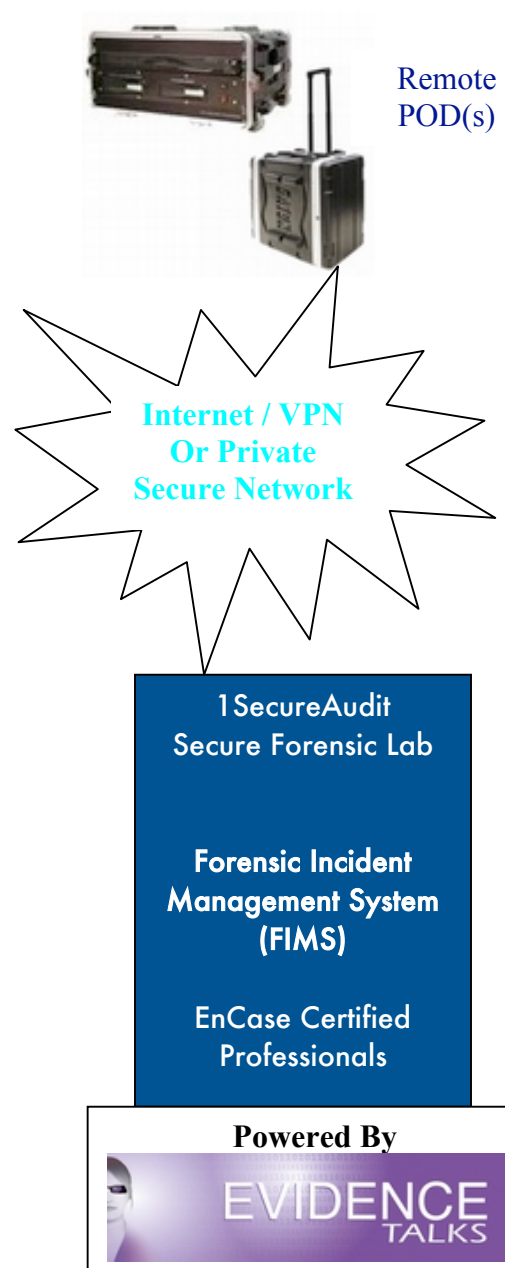 Remote
POD(s)
Internet / VPN
Or Private
Secure Network
1SecureAudit
Secure Forensic Lab
Forensic Incident
Management System
(FIMS)
EnCase Certified
Professionals
Powered By
EVIDENCE
TALKS